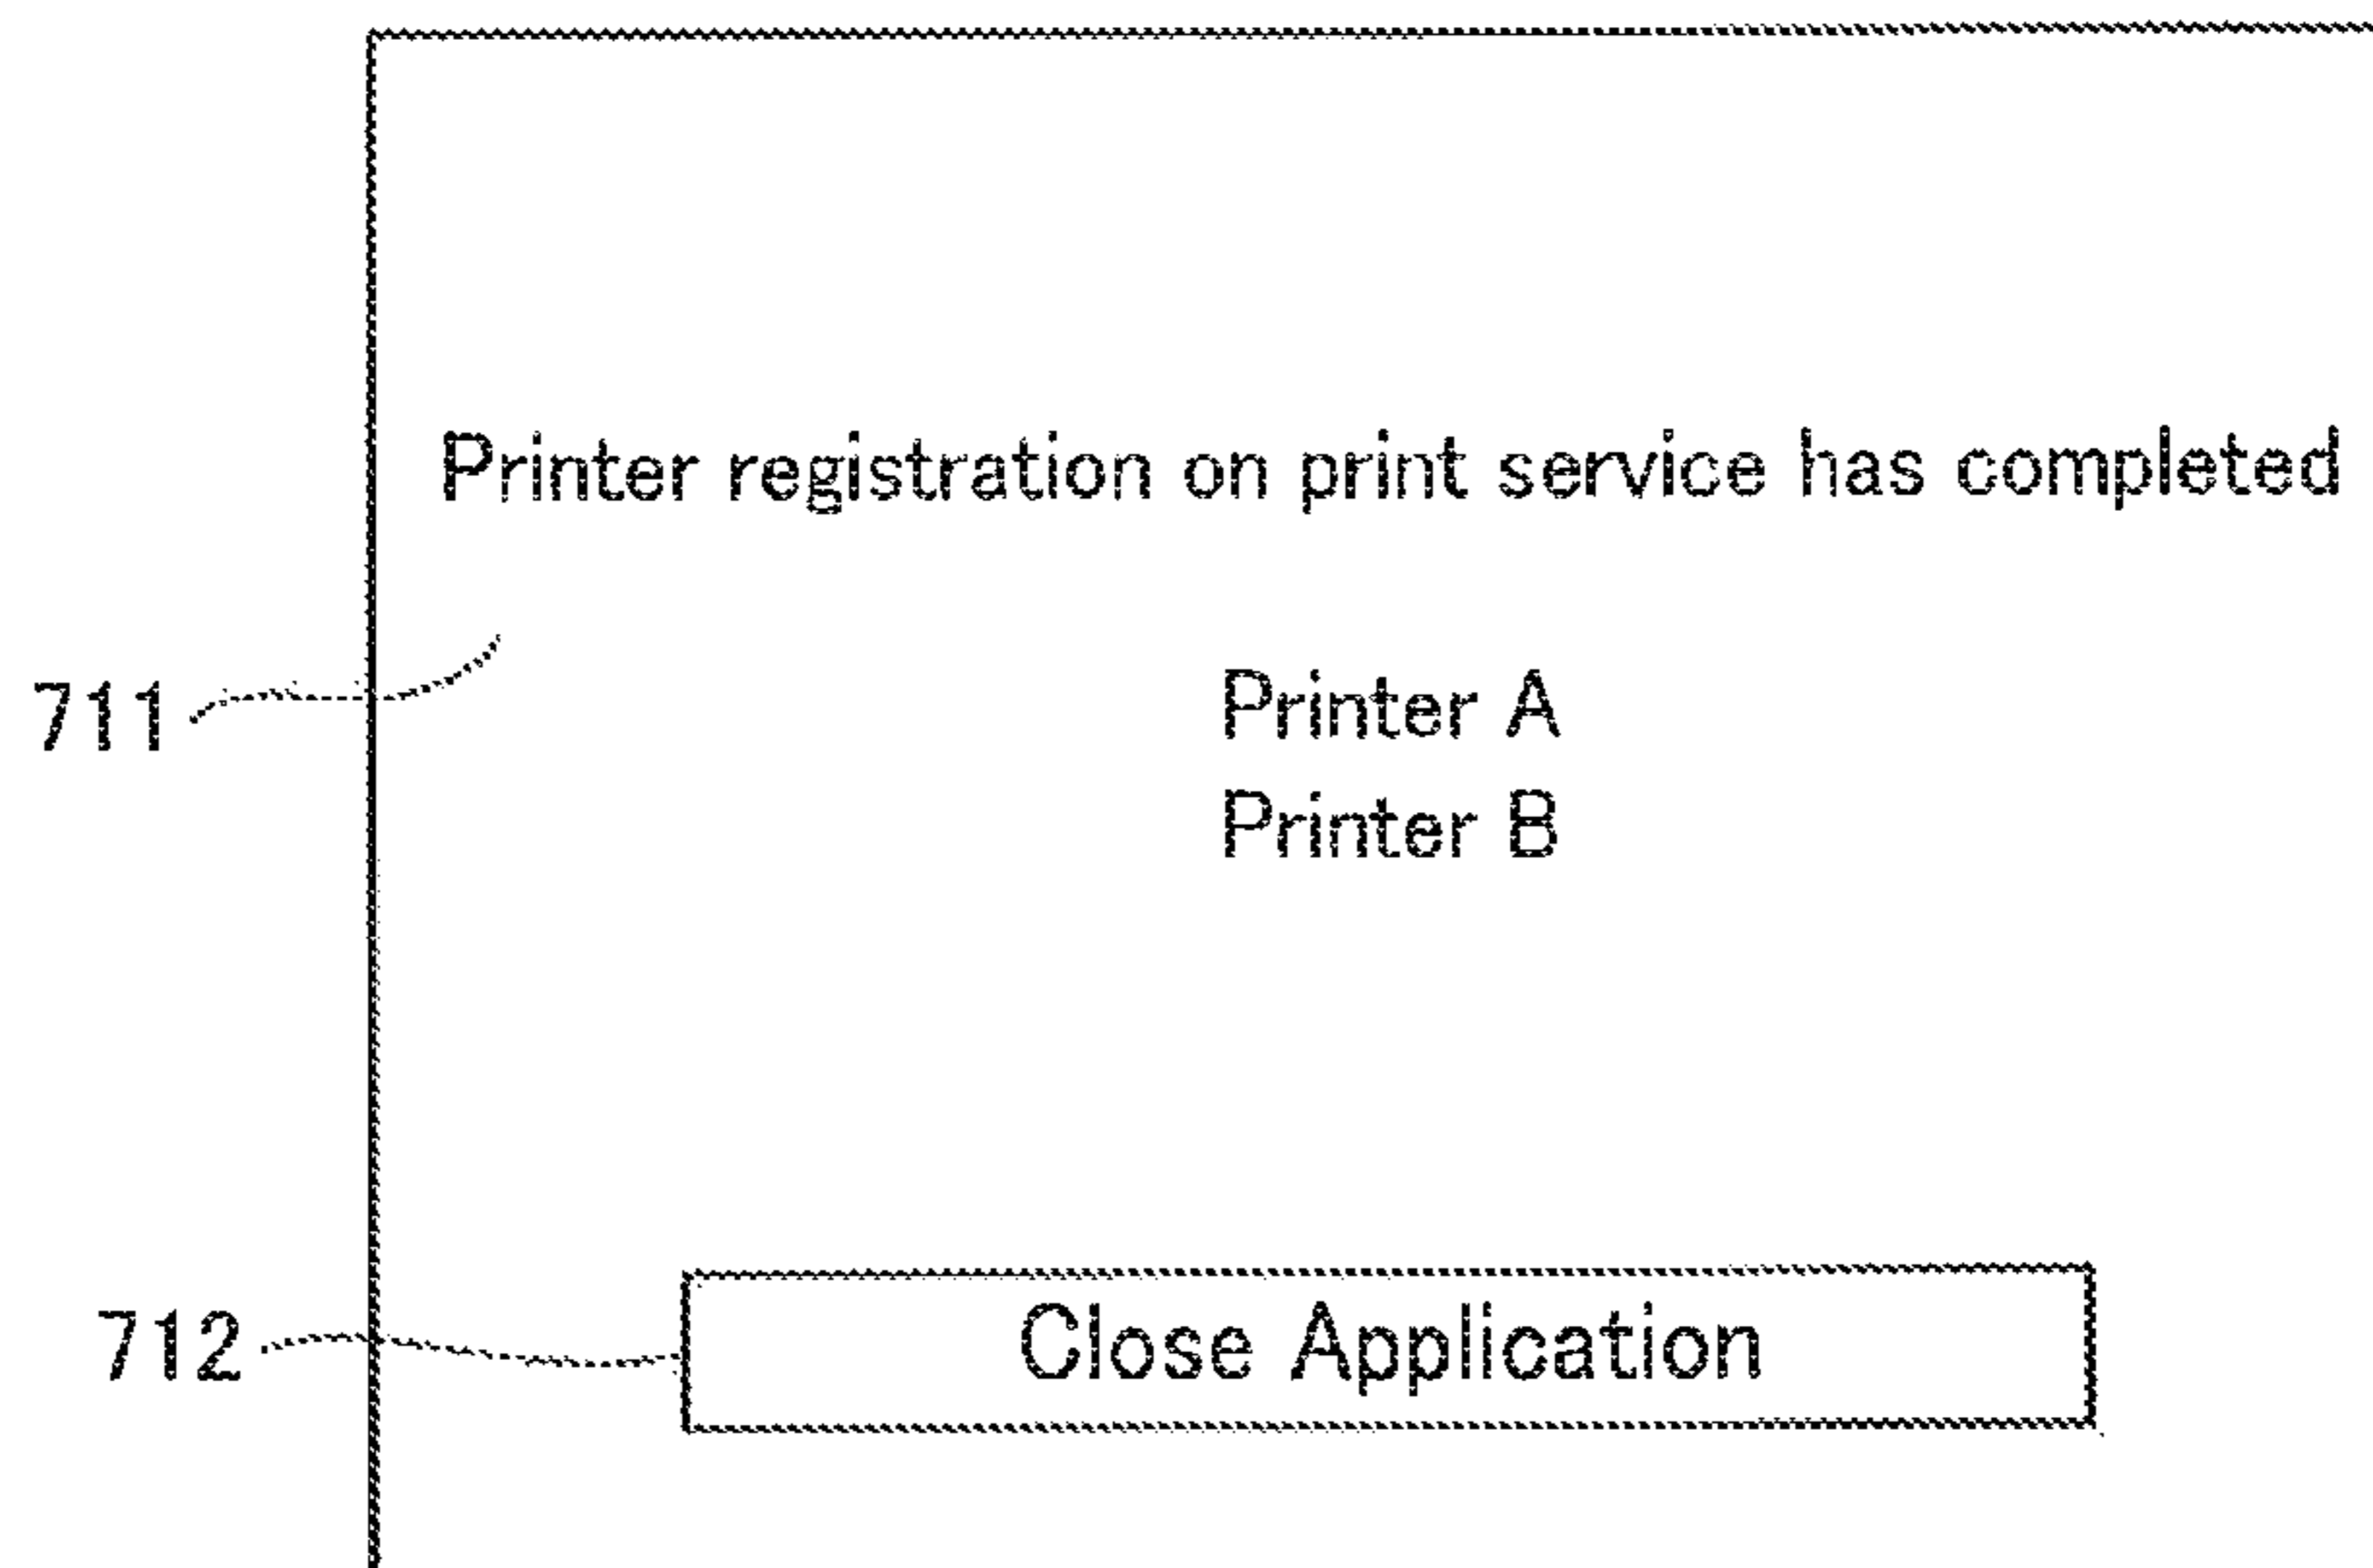 Printer registration on print service has completed
711
Printer A
Printer B
712
Close Application